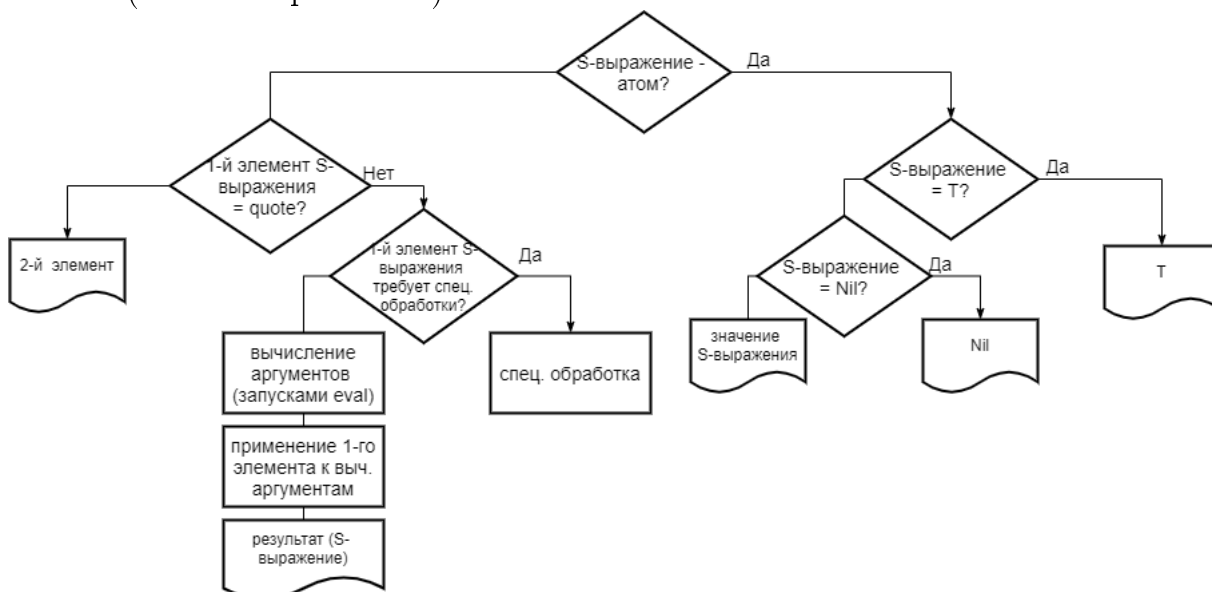 S-выражение -
атом?
Да
1-й элемент S-
выражения
= quote?
Нет
S-выражение
= T?
Да
2-й элемент
1-й элемент S-
выражения
требует спец.
обработки?
Да
S-выражение
= Nil?
Да
T
вычисление
аргументов
(запусками eval)
спец. обработка
значение
S-выражения
Nil
применение 1-го
элемента к выч.
аргументам
результат (S-
выражение)